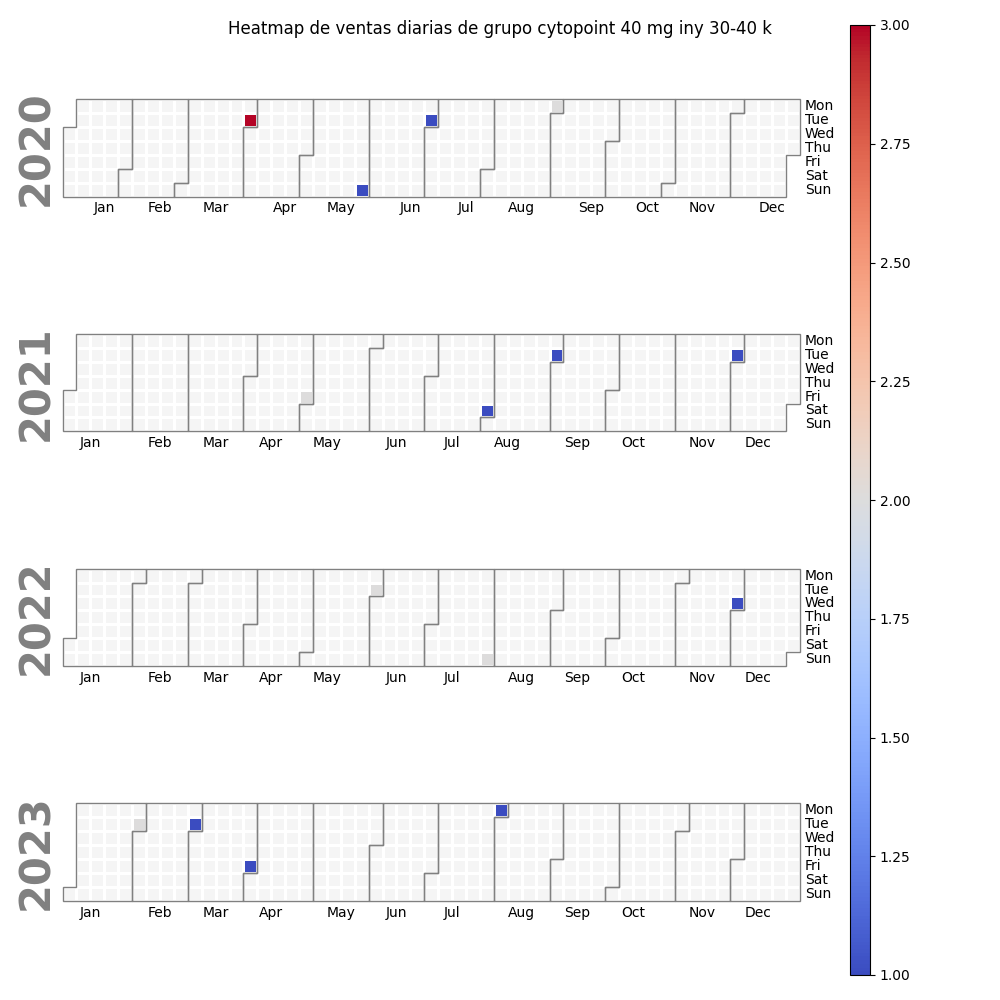 Heatmap de ventas diarias de grupo cytopoint 40 mg iny 30-40 k
2020
Mon
Tue
Wed
Thu
Fri
Sat
Sun
Jan Feb Mar Apr May Jun Jul Aug Sep Oct Nov Dec
2021
Mon
Tue
Wed
Thu
Fri
Sat
Sun
Jan Feb Mar Apr May Jun Jul Aug Sep Oct Nov Dec
2022
Mon
Tue
Wed
Thu
Fri
Sat
Sun
Jan Feb Mar Apr May Jun Jul Aug Sep Oct Nov Dec
2023
Mon
Tue
Wed
Thu
Fri
Sat
Sun
Jan Feb Mar Apr May Jun Jul Aug Sep Oct Nov Dec
3.00
2.75
2.50
2.25
2.00
1.75
1.50
1.25
1.00